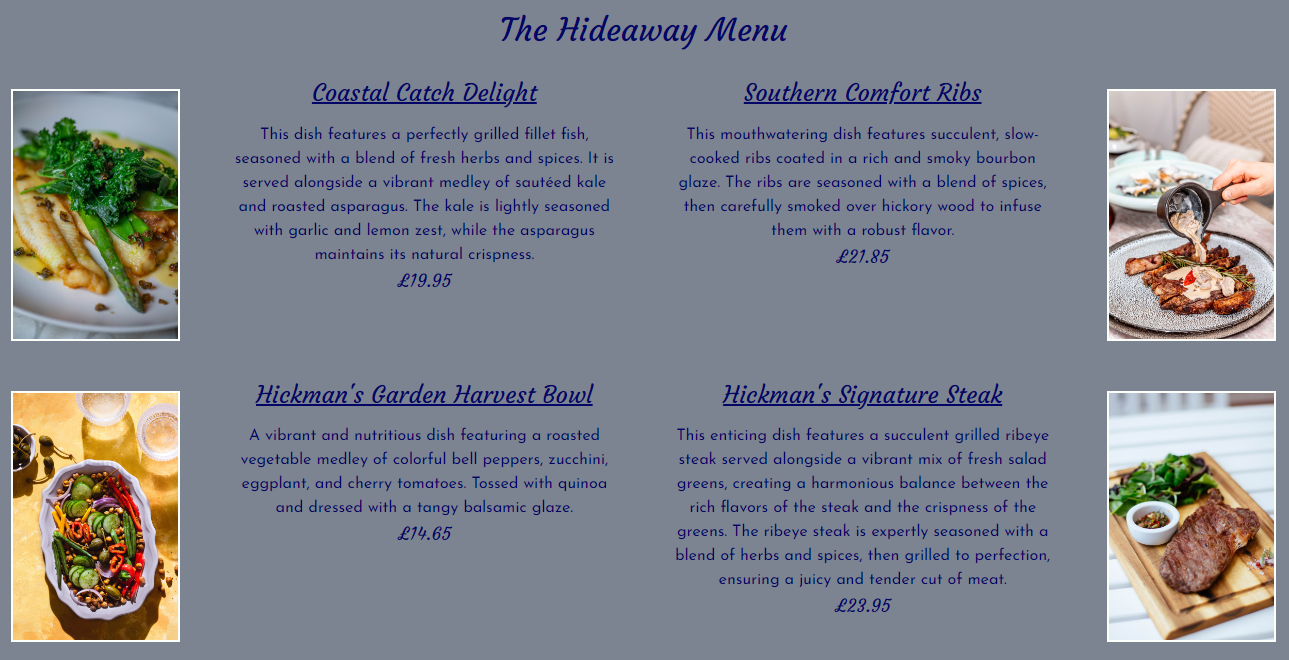 The Hideaway Menu
Coastal Catch Delight
This dish features a perfectly grilled fillet fish,
seasoned with a blend of fresh herbs and spices. It is
served alongside a vibrant medley of sautéed kale
and roasted asparagus. The kale is lightly seasoned
with garlic and lemon zest, while the asparagus
maintains its natural crispness.
£19.95
Southern Comfort Ribs
This mouthwatering dish features succulent, slow-
cooked ribs coated in a rich and smoky bourbon
glaze. The ribs are seasoned with a blend of spices,
then carefully smoked over hickory wood to infuse
them with a robust flavor.
£21.85
Hickman's Garden Harvest Bowl
A vibrant and nutritious dish featuring a roasted
vegetable medley of colorful bell peppers, zucchini,
eggplant, and cherry tomatoes. Tossed with quinoa
and dressed with a tangy balsamic glaze.
£14.65
Hickman's Signature Steak
This enticing dish features a succulent grilled ribeye
steak served alongside a vibrant mix of fresh salad
greens, creating a harmonious balance between the
rich flavors of the steak and the crispness of the
greens. The ribeye steak is expertly seasoned with a
blend of herbs and spices, then grilled to perfection,
ensuring a juicy and tender cut of meat.
£23.95